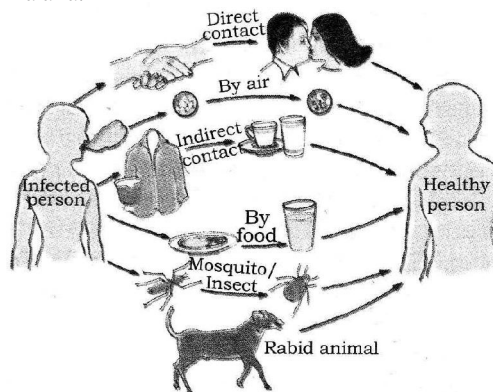 Direct
contact
By air
Indirect
contact
Infected
person
Healthy
person
By
food
Mosquito/
Insect
Rabid animal